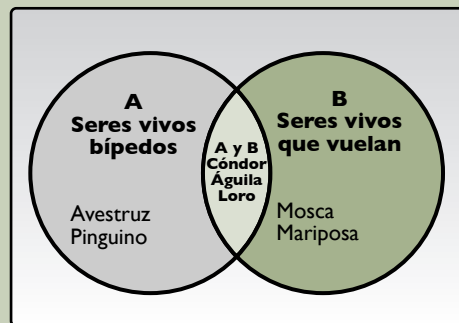 A
Seres vivos
bípedos
Avestruz
Pinguino
A y B
Cóndor
Águila
Loro
B
Seres vivos
que vuelan
Mosca
Mariposa